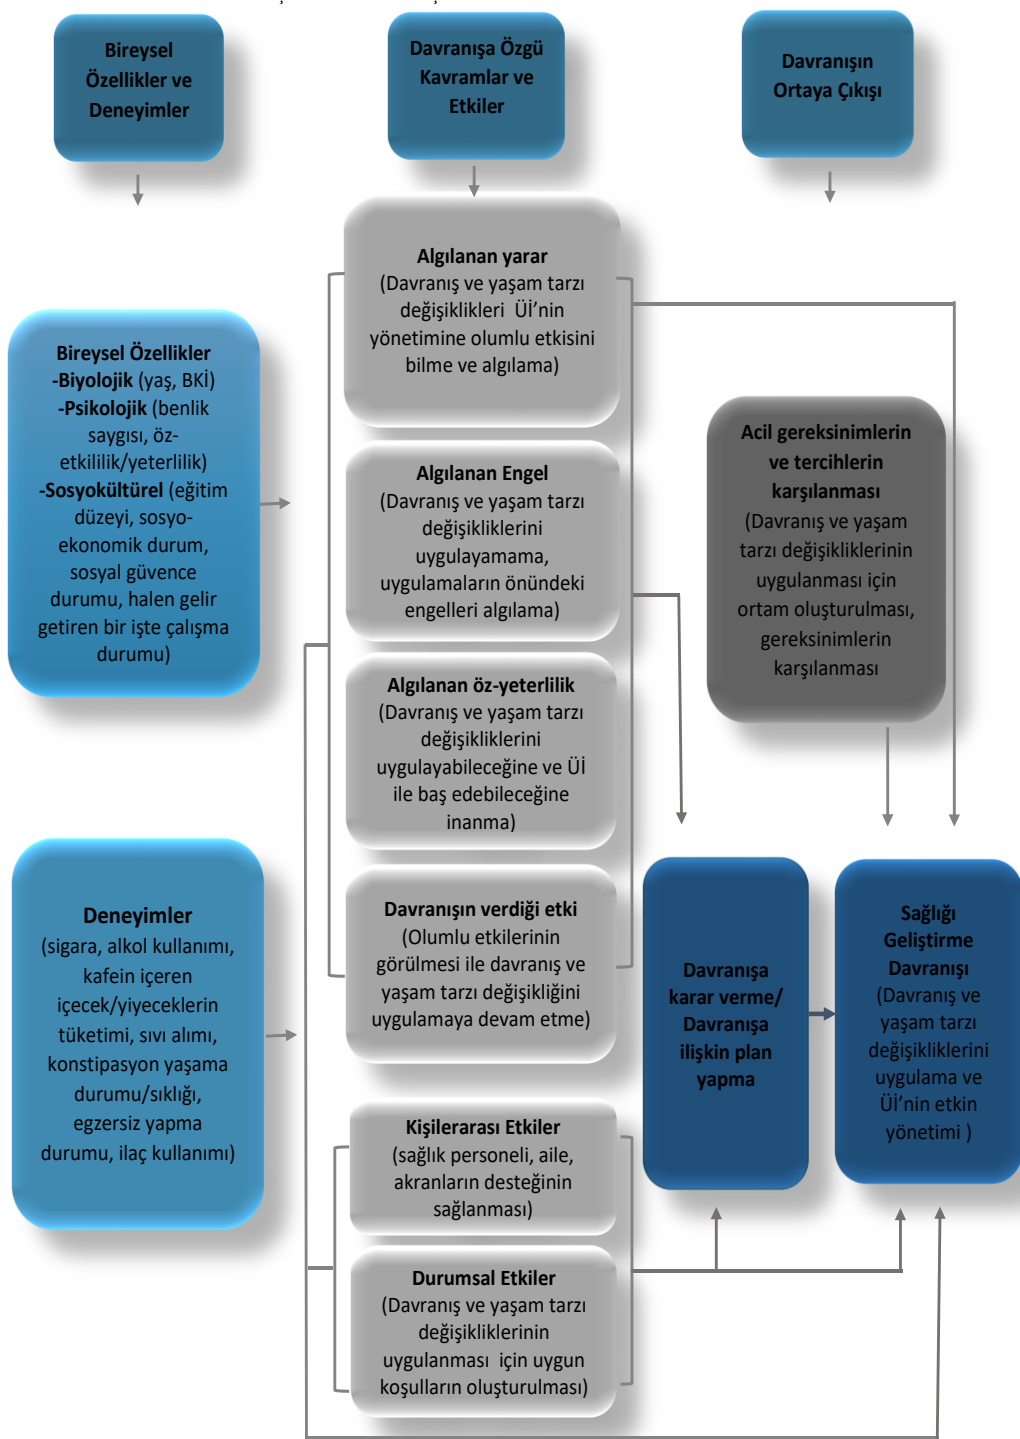 Bireysel
Özellikler ve
Deneyimler
Davranışa Özgü
Kavramlar ve
Etkiler
Davranışın
Ortaya Çıkışı
Bireysel Özellikler
-Biyolojik (yaş, BKİ)
-Psikolojik (benlik
saygısı, öz-
etkililik/yeterlilik)
-Sosyokültürel (eğitim
düzeyi, sosyo-
ekonomik durum,
sosyal güvence
durumu, halen gelir
getiren bir işte çalışma
durumu)
Deneyimler
(sigara, alkol kullanımı,
kafein içeren
içecek/yiyeceklerin
tüketimi, sıvı alımı,
konstipasyon yaşama
durumu/sıklığı,
egzersiz yapma
durumu, ilaç kullanımı)
Algılanan yarar
(Davranış ve yaşam tarzı
değişiklikleri Üİ’nin
yönetimine olumlu etkisini
bilme ve algılama)
Algılanan Engel
(Davranış ve yaşam tarzı
değişikliklerini
uygulayamama,
uygulamaların önündeki
engelleri algılama)
Algılanan öz-yeterlilik
(Davranış ve yaşam tarzı
değişikliklerini
uygulayabileceğine ve Üİ
ile baş edebileceğine
inanma)
Davranışın verdiği etki
(Olumlu etkilerinin
görülmesi ile davranış ve
yaşam tarzı değişikliğini
uygulamaya devam etme)
Kişilerarası Etkiler
(sağlık personeli, aile,
akranların desteğinin
sağlanması)
Durumsal Etkiler
(Davranış ve yaşam tarzı
değişikliklerinin
uygulanması için uygun
koşulların oluşturulması)
Acil gereksinimlerin
ve tercihlerin
karşılanması
(Davranış ve yaşam
tarzı değişikliklerinin
uygulanması için
ortam oluşturulması,
gereksinimlerin
karşılanması
Davranışa
karar verme/
Davranışa
ilişkin plan
yapma
Sağlığı
Geliştirme
Davranışı
(Davranış ve
yaşam tarzı
değişikliklerini
uygulama ve
Üİ’nin etkin
yönetimi )